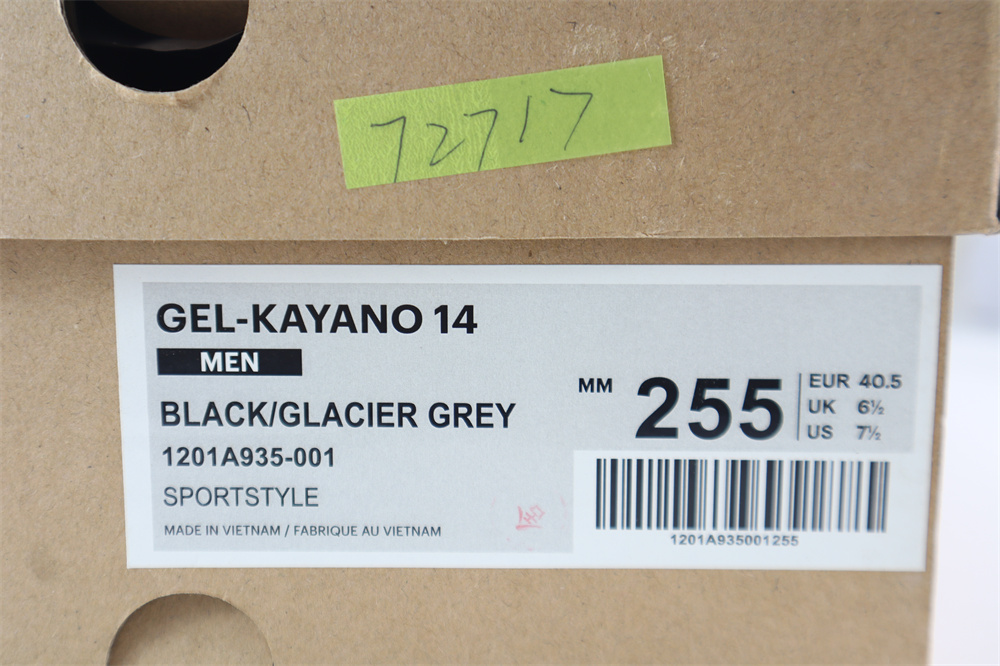 72717
GEL-KAYANO 14
MEN
BLACK/GLACIER GREY
1201A935-001
SPORTSTYLE
MADE IN VIETNAM / FABRIQUE AU VIETNAM
MM 255
EUR 40.5
UK 6½
US 7½
1201A935001255